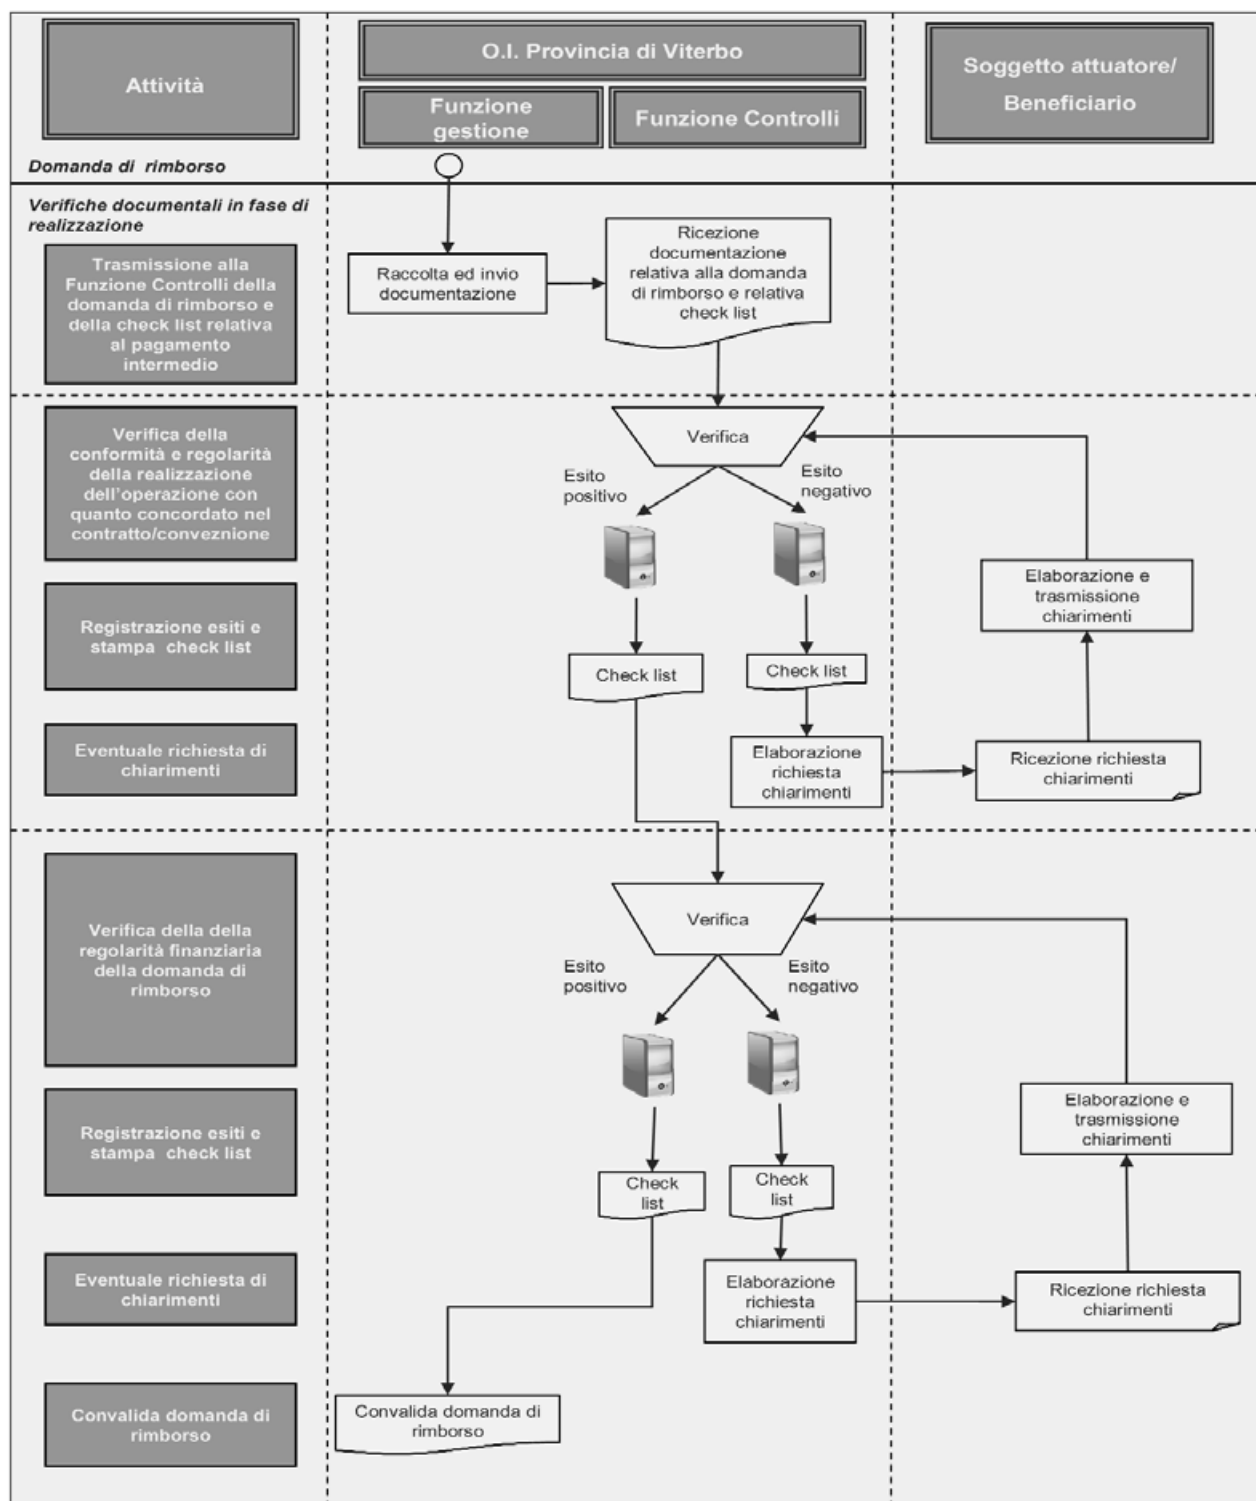 Attività
O.I. Provincia di Viterbo
Funzione
gestione
Funzione Controlli
Soggetto attuatore/
Beneficiario
Domanda di rimborso
Verifiche documentali in fase di
realizzazione
Trasmissione alla
Funzione Controlli della
domanda di rimborso e
della check list relativa
al pagamento
intermedio
Raccolta ed invio
documentazione
Ricezione
documentazione
relativa alla domanda
di rimborso e relativa
check list
Verifica della
conformità e regolarità
della realizzazione
dell'operazione con
quanto concordato nel
contratto/conveznione
Verifica
Esito
positivo
Esito
negativo
Elaborazione e
trasmissione
chiarimenti
Registrazione esiti e
stampa check list
Check list
Check list
Eventuale richiesta di
chiarimenti
Elaborazione
richiesta
chiarimenti
Ricezione richiesta
chiarimenti
Verifica della della
regolarità finanziaria
della domanda di
rimborso
Verifica
Esito
positivo
Esito
negativo
Registrazione esiti e
stampa check list
Elaborazione e
trasmissione
chiarimenti
Check
list
Check
list
Eventuale richiesta di
chiarimenti
Elaborazione
richiesta
chiarimenti
Ricezione richiesta
chiarimenti
Convalida domanda di
rimborso
Convalida domanda di
rimborso